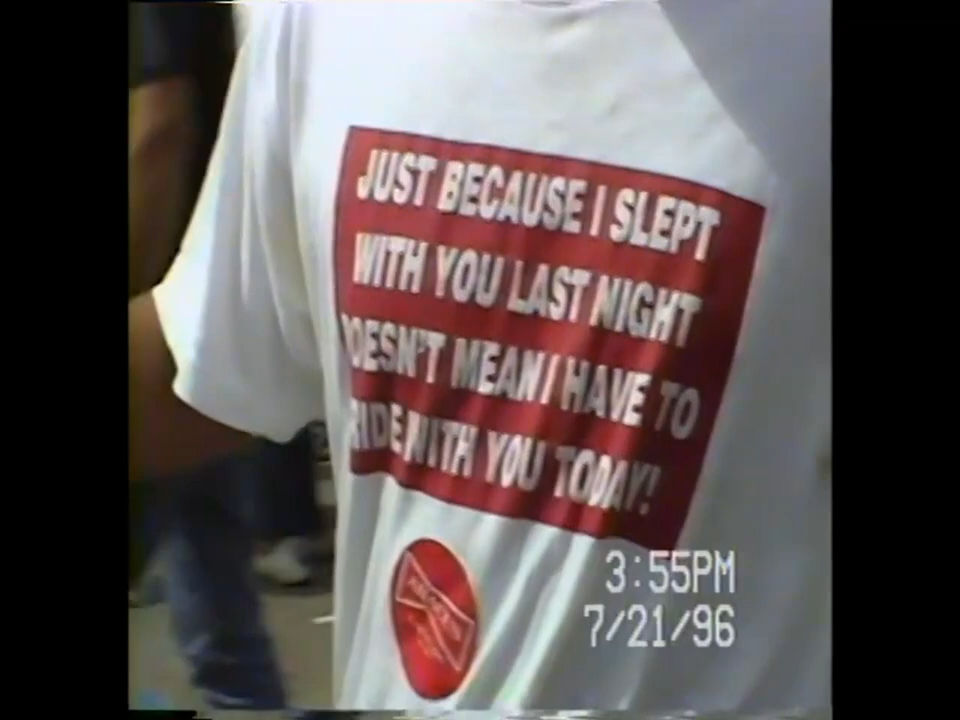 JUST BECAUSE I SLEPT
WITH YOU LAST NIGHT
DOESN'T MEAN I HAVE TO
RIDE WITH YOU TODAY!
3:55PM
7/21/96